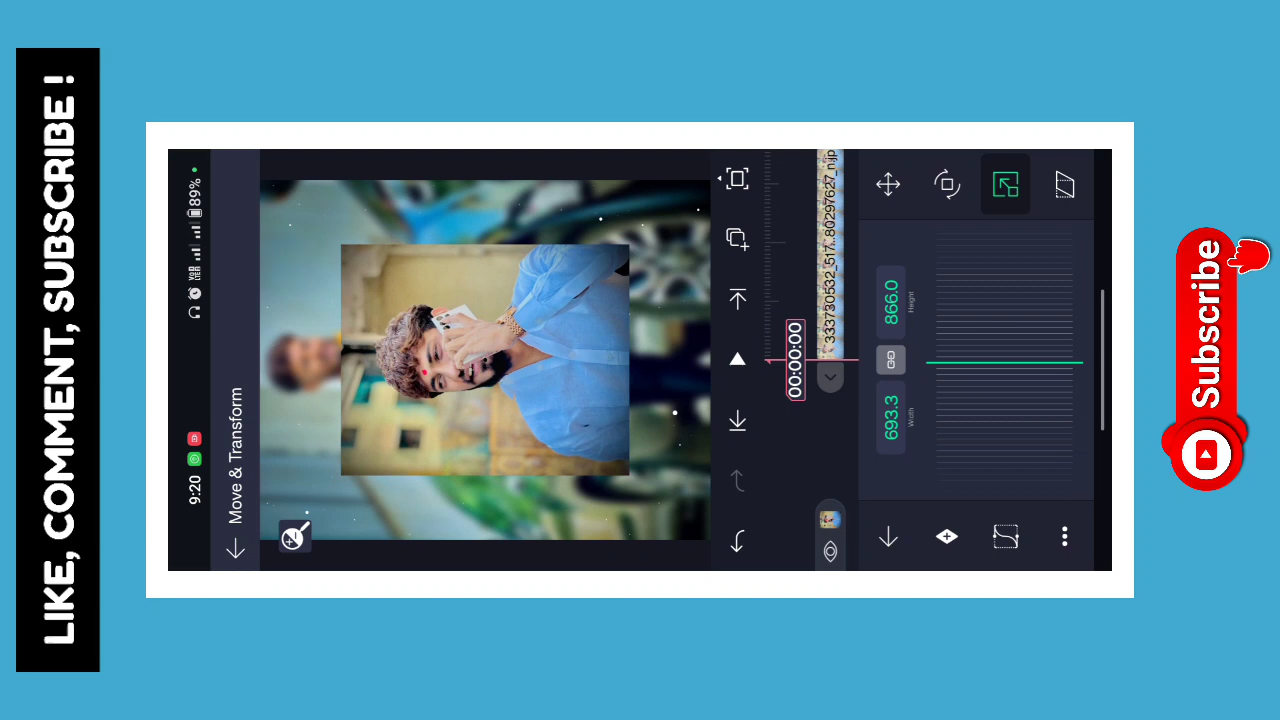 LIKE, COMMENT, SUBSCRIBE !
9:20
89%
Move & Transform
00:00:00
333730532_517..80297627_n.jp
693.3
Width
866.0
Height
Subscribe